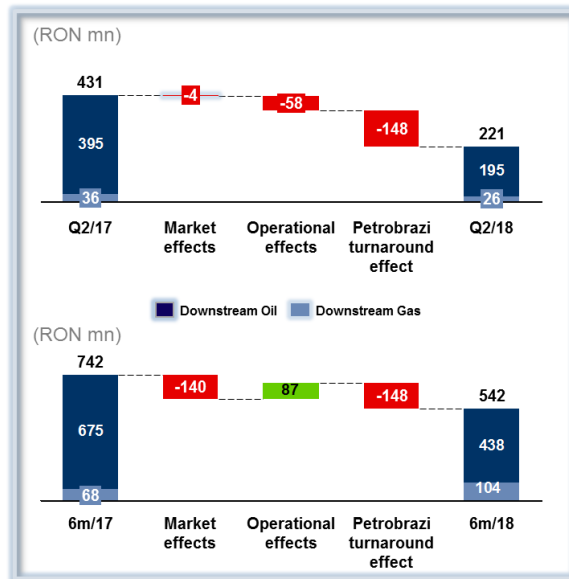 (RON mn)
431
-4
-58
395
-148
221
195
36
26
Q2/17
Market
effects
Operational
effects
Petrobrazi
turnaround
effect
Q2/18
Downstream Oil
Downstream Gas
(RON mn)
742
-140
87
-148
542
675
438
68
104
6m/17
Market
effects
Operational
effects
Petrobrazi
turnaround
effect
6m/18